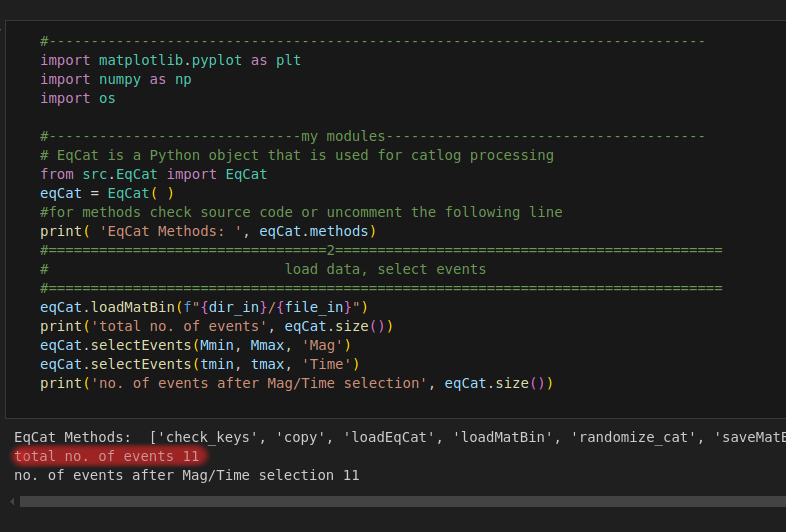 #------------------------------------------------------------------------------
import matplotlib.pyplot as plt
import numpy as np
import os
#------------------------------my modules--------------------------------------
# EqCat is a Python object that is used for catlog processing
from src.EqCat import EqCat
eqCat = EqCat( )
#for methods check source code or uncomment the following line
print( 'EqCat Methods: ', eqCat.methods)
#=================================2==============================================
#                            load data, select events
#================================================================================
eqCat.loadMatBin(f"{dir_in}/{file_in}")
print('total no. of events', eqCat.size())
eqCat.selectEvents(Mmin, Mmax, 'Mag')
eqCat.selectEvents(tmin, tmax, 'Time')
print('no. of events after Mag/Time selection', eqCat.size())
EqCat Methods:  ['check_keys', 'copy', 'loadEqCat', 'loadMatBin', 'randomize_cat', 'saveMatB
total no. of events 11
no. of events after Mag/Time selection 11